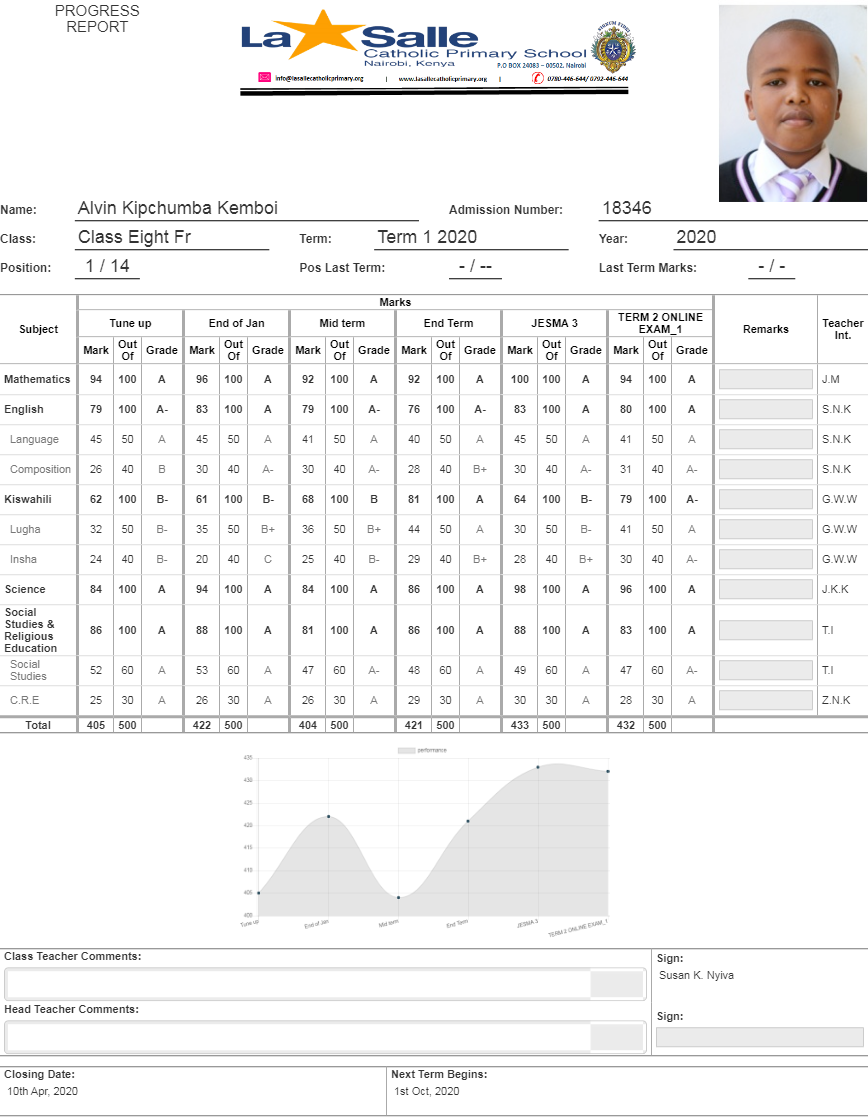 PROGRESS
REPORT
La Salle
Catholic Primary School
Nairobi, Kenya
P.O BOX 24083 – 00502, Nairobi
info@lasallecatholicprimary.org | www.lasallecatholicprimary.org | 0780-446-644/ 0792-446-644
Name: Alvin Kipchumba Kemboi Admission Number: 18346
Class: Class Eight Fr Term: Term 1 2020 Year: 2020
Position: 1 / 14 Pos Last Term: - / -- Last Term Marks: - / -
Marks
Subject Tune up End of Jan Mid term End Term JESMA 3 TERM 2 ONLINE EXAM_1 Remarks Teacher Int.
Mark Out Of Grade Mark Out Of Grade Mark Out Of Grade Mark Out Of Grade Mark Out Of Grade Mark Out Of Grade
Mathematics 94 100 A 96 100 A 92 100 A 92 100 A 100 100 A 94 100 A J.M
English 79 100 A- 83 100 A 79 100 A- 76 100 A- 83 100 A 80 100 A S.N.K
Language 45 50 A 45 50 A 41 50 A 40 50 A 45 50 A 41 50 A S.N.K
Composition 26 40 B 30 40 A- 30 40 A- 28 40 B+ 30 40 A- 31 40 A- S.N.K
Kiswahili 62 100 B- 61 100 B- 68 100 B 81 100 A 64 100 B- 79 100 A- G.W.W
Lugha 32 50 B- 35 50 B+ 36 50 B+ 44 50 A 30 50 B- 41 50 A G.W.W
Insha 24 40 B- 20 40 C 25 40 B- 29 40 B+ 28 40 B+ 30 40 A- G.W.W
Science 84 100 A 94 100 A 84 100 A 86 100 A 98 100 A 96 100 A J.K.K
Social Studies & Religious Education 86 100 A 88 100 A 81 100 A 86 100 A 88 100 A 83 100 A T.I
Social Studies 52 60 A 53 60 A 47 60 A- 48 60 A 49 60 A 47 60 A- T.I
C.R.E 25 30 A 26 30 A 26 30 A 29 30 A 30 30 A 28 30 A Z.N.K
Total 405 500 422 500 404 500 421 500 433 500 432 500
performance
435
430
425
420
415
410
405
400
Tune up End of Jan Mid term End Term JESMA 3 TERM 2 ONLINE EXAM_1
Class Teacher Comments: Sign:
Susan K. Nyiva
Head Teacher Comments: Sign:
Closing Date: Next Term Begins:
10th Apr, 2020 1st Oct, 2020